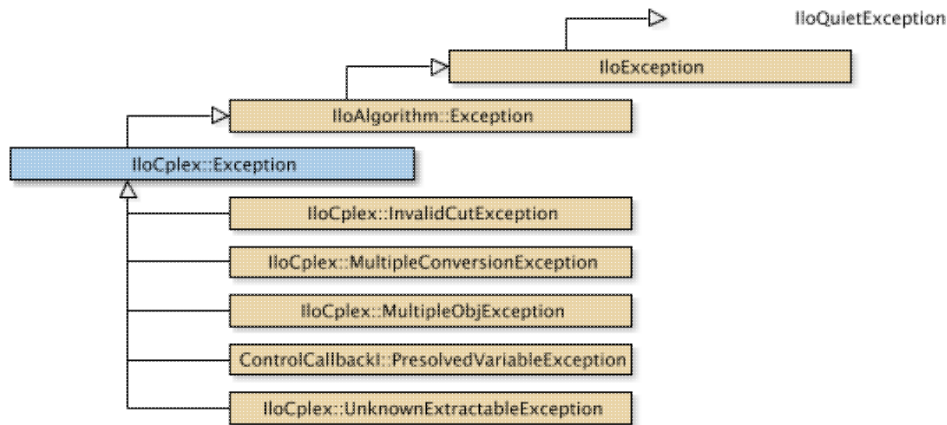 IloQuietException
IloException
IloAlgorithm::Exception
IloCplex::Exception
IloCplex::InvalidCutException
IloCplex::MultipleConversionException
IloCplex::MultipleObjException
ControlCallbackI::PresolvedVariableException
IloCplex::UnknownExtractableException